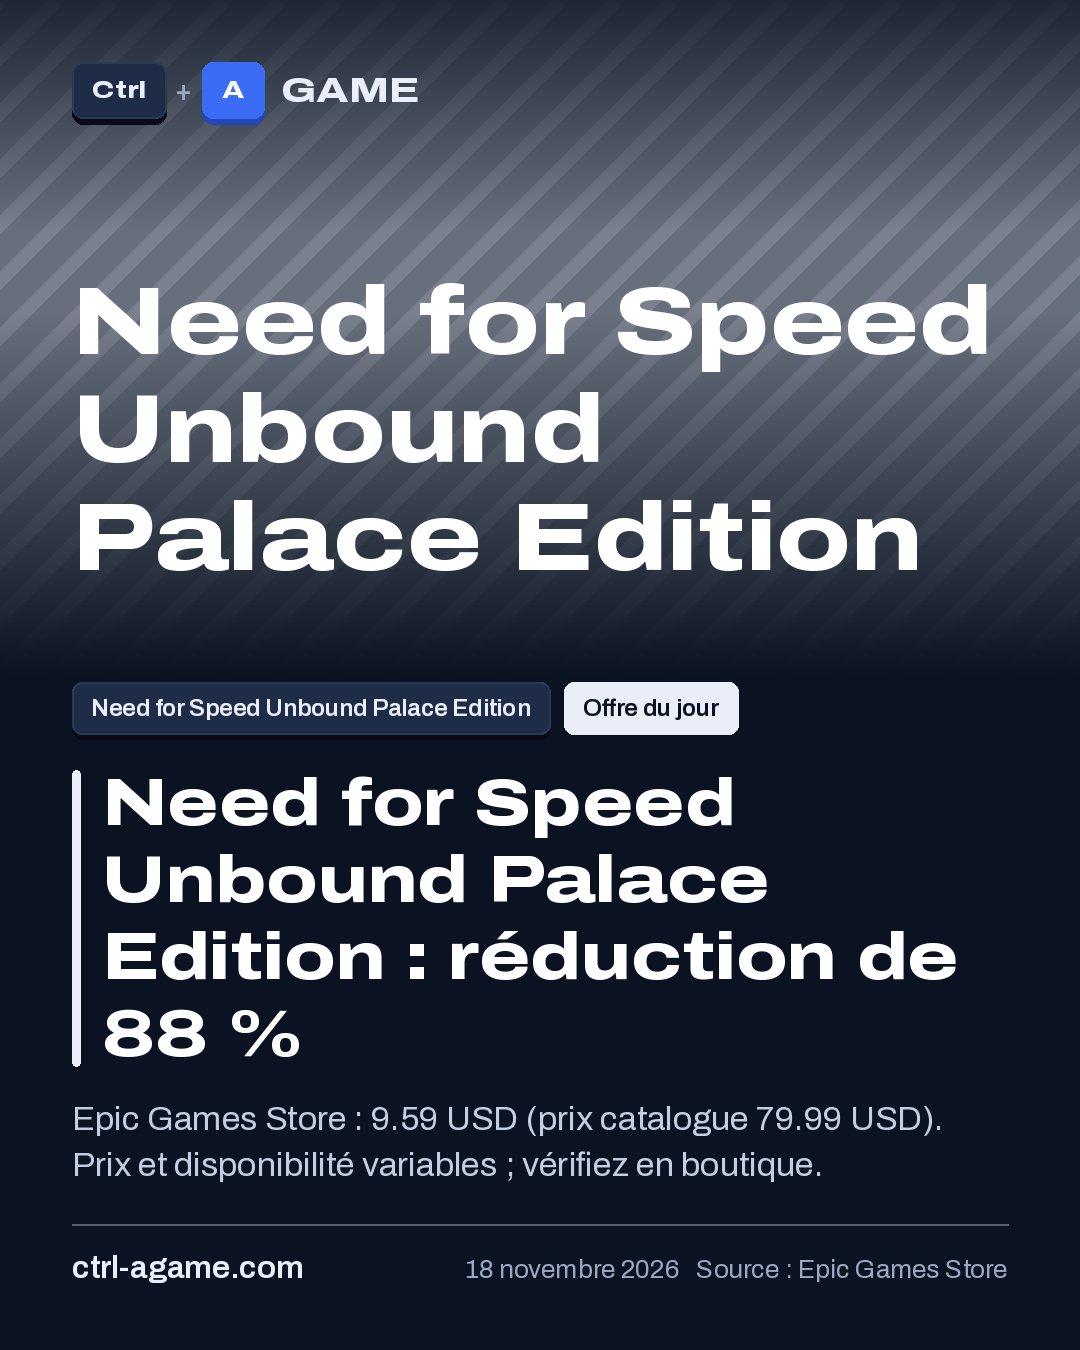 Ctrl + A GAME
Need for Speed
Unbound
Palace Edition
Need for Speed Unbound Palace Edition Offre du jour
Need for Speed
Unbound Palace
Edition : réduction de
88 %
Epic Games Store : 9.59 USD (prix catalogue 79.99 USD).
Prix et disponibilité variables ; vérifiez en boutique.
ctrl-agame.com 18 novembre 2026 Source : Epic Games Store